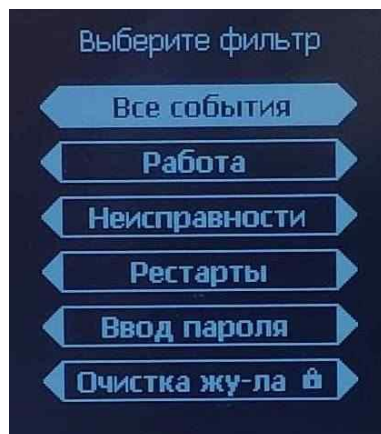 Выберите фильтр
Все события
Работа
Неисправности
Рестарты
Ввод пароля
Очистка жу-ла